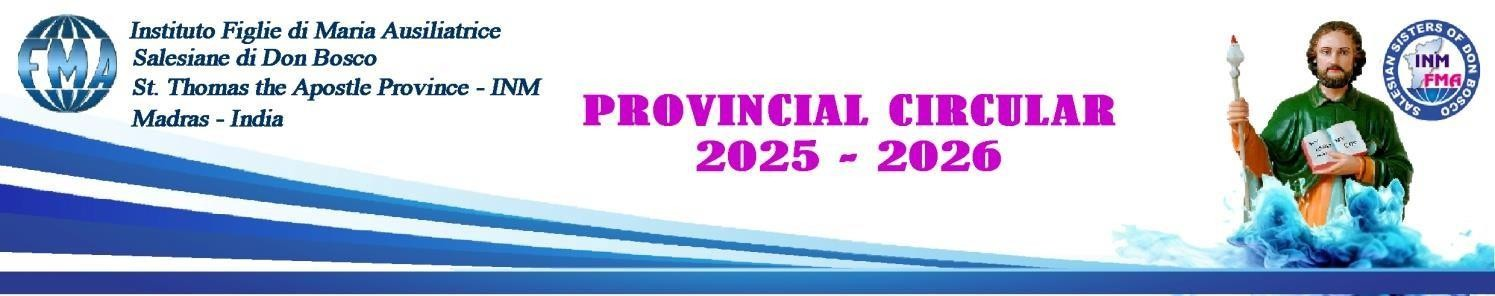 FMA
Instituto Figlie di Maria Ausiliatrice
Salesiane di Don Bosco
St. Thomas the Apostle Province - INM
Madras - India
PROVINCIAL CIRCULAR
2025 - 2026
SALESIAN SISTERS OF DON BOSCO
INM
FMA